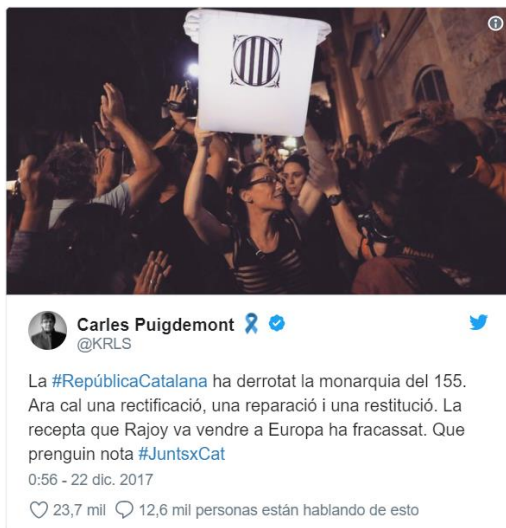 Carles Puigdemont
@KRLS
La #RepúblicaCatalana ha derrotat la monarquia del 155.
Ara cal una rectificació, una reparació i una restitució. La
recepta que Rajoy va vendre a Europa ha fracassat. Que
prenguin nota #JuntsxCat
0:56 - 22 dic. 2017
23,7 mil 12,6 mil personas están hablando de esto